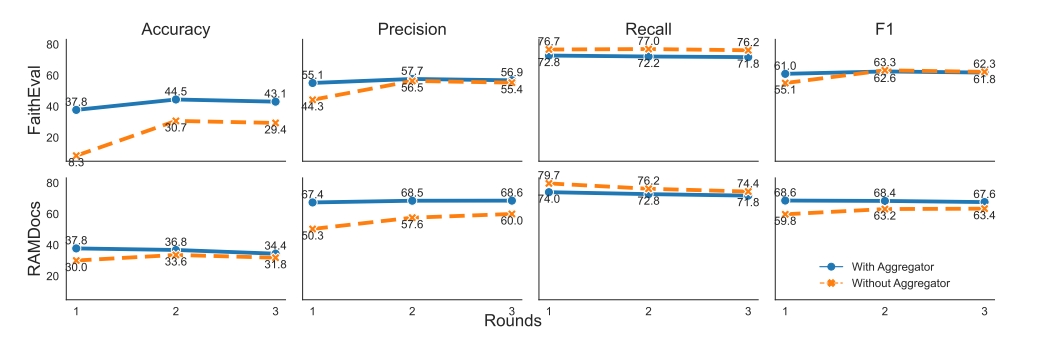 Accuracy Precision Recall F1
FaithEval
80
60
40
20
37.8 44.5 43.1
8.3 30.7 29.4
55.1 57.7 56.9
44.3 56.5 55.4
76.7 77.0 76.2
72.8 72.2 71.8
61.0 63.3 62.3
55.1 62.6 61.8
RAMDocs
80
60
40
20
37.8 36.8 34.4
30.0 33.6 31.8
67.4 68.5 68.6
50.3 57.6 60.0
79.7 76.2 74.4
74.0 72.8 71.8
68.6 68.4 67.6
59.8 63.2 63.4
With Aggregator
Without Aggregator
1 2 3 1 2 3 1 2 3 1 2 3
Rounds